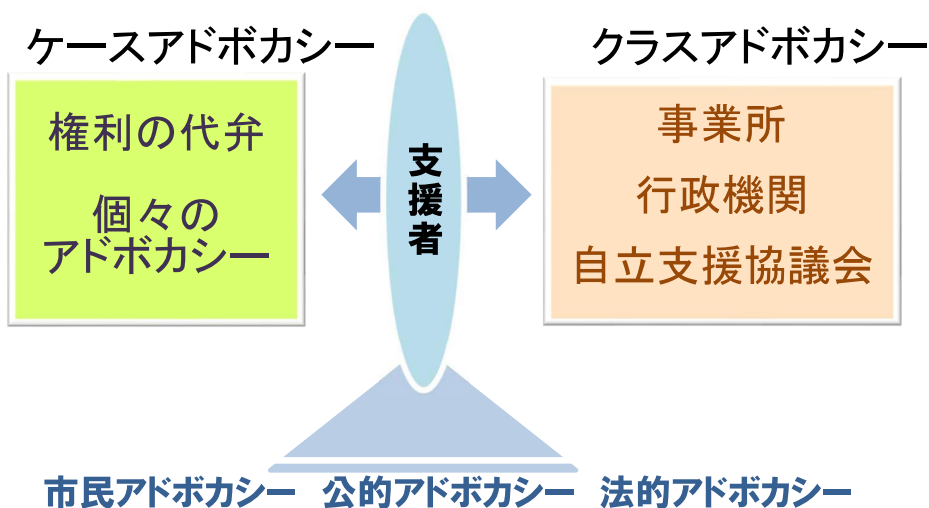 ケースアドボカシー
権利の代弁
個々の
アドボカシー
支援者
クラスアドボカシー
事業所
行政機関
自立支援協議会
市民アドボカシー 公的アドボカシー 法的アドボカシー